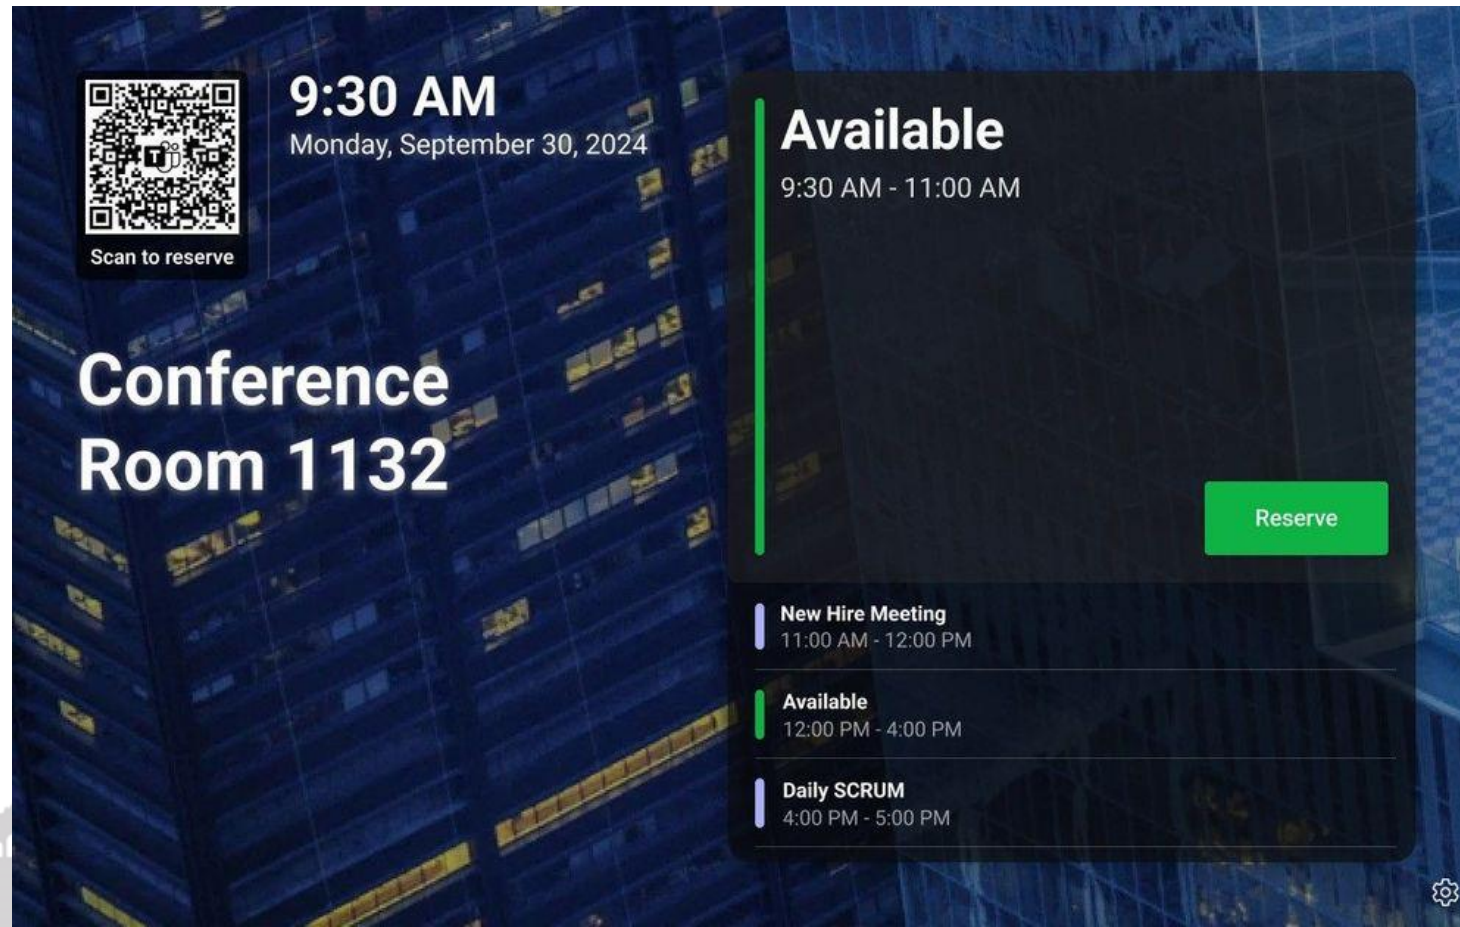 9:30 AM
Monday, September 30, 2024
Scan to reserve
Conference
Room 1132
Available
9:30 AM - 11:00 AM
Reserve
New Hire Meeting
11:00 AM - 12:00 PM
Available
12:00 PM - 4:00 PM
Daily SCRUM
4:00 PM - 5:00 PM